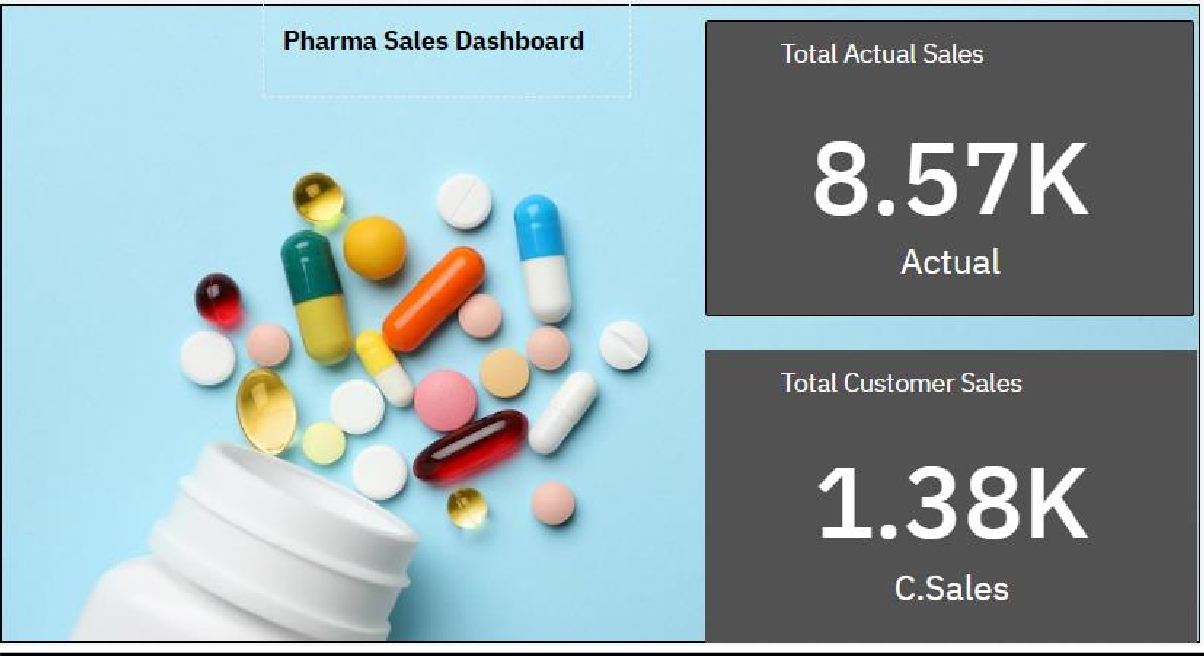 Pharma Sales Dashboard
Total Actual Sales
8.57K
Actual
Total Customer Sales
1.38K
C.Sales